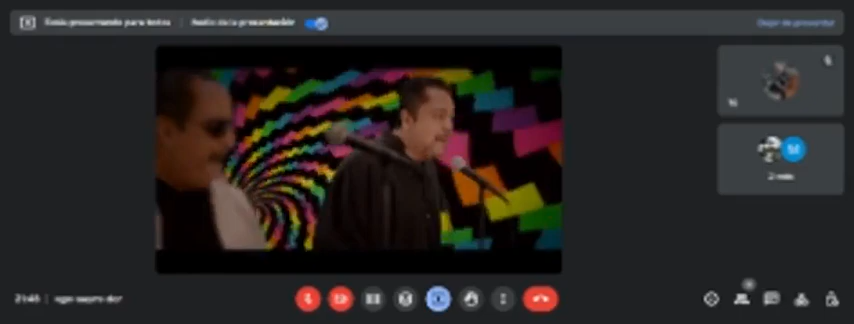 Estás presentando para todos
Audio de la presentación
Dejar de presentar
2 más
21:45